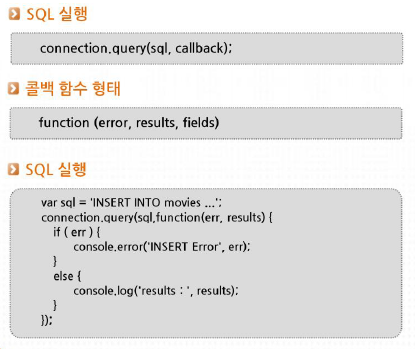 SQL 실행
connection.query(sql, callback);
콜백 함수 형태
function (error, results, fields)
SQL 실행
var sql = 'INSERT INTO movies ...';
connection.query(sql,function(err, results) {
if ( err ) {
console.error('INSERT Error', err);
}
else {
console.log('results : ', results);
}
});